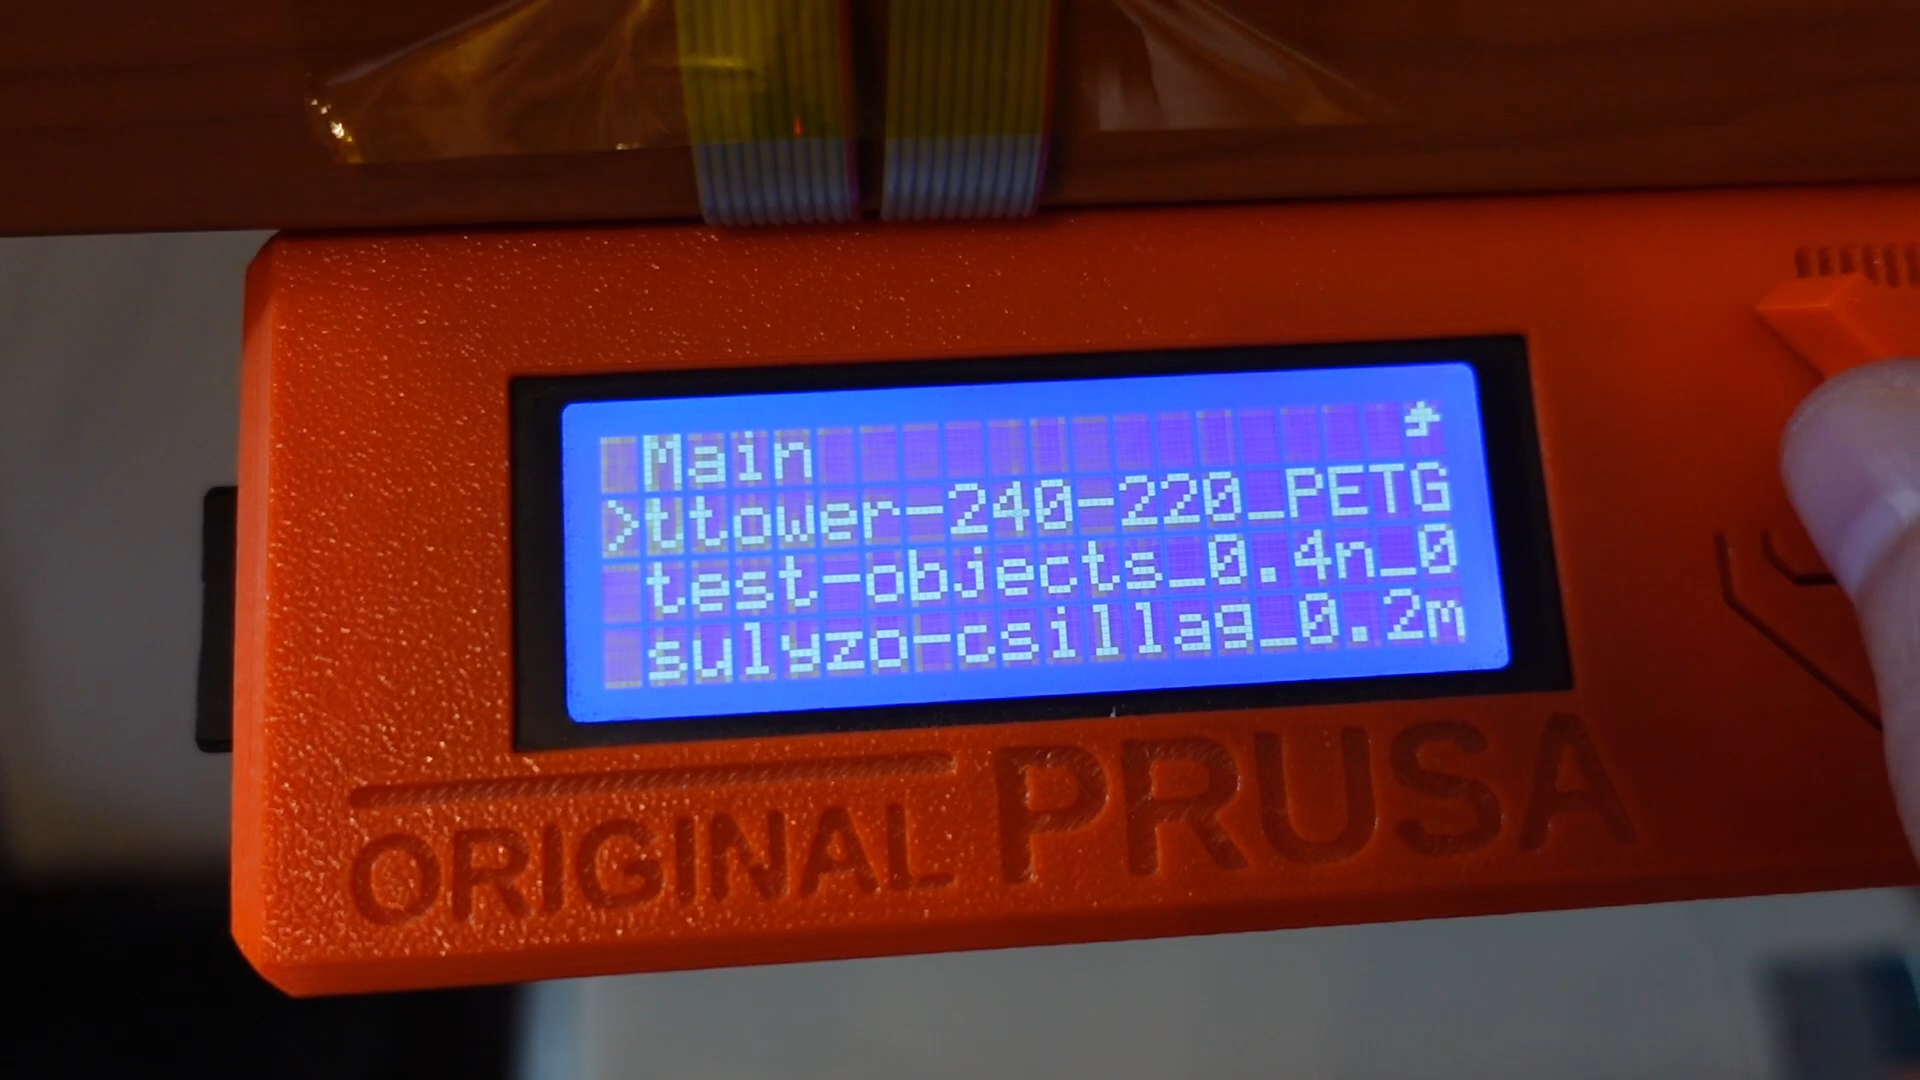 Main
>ttower-240-220_PETG
test-objects_0.4n_0
sulyzo-csillag_0.2m
ORIGINAL PRUSA